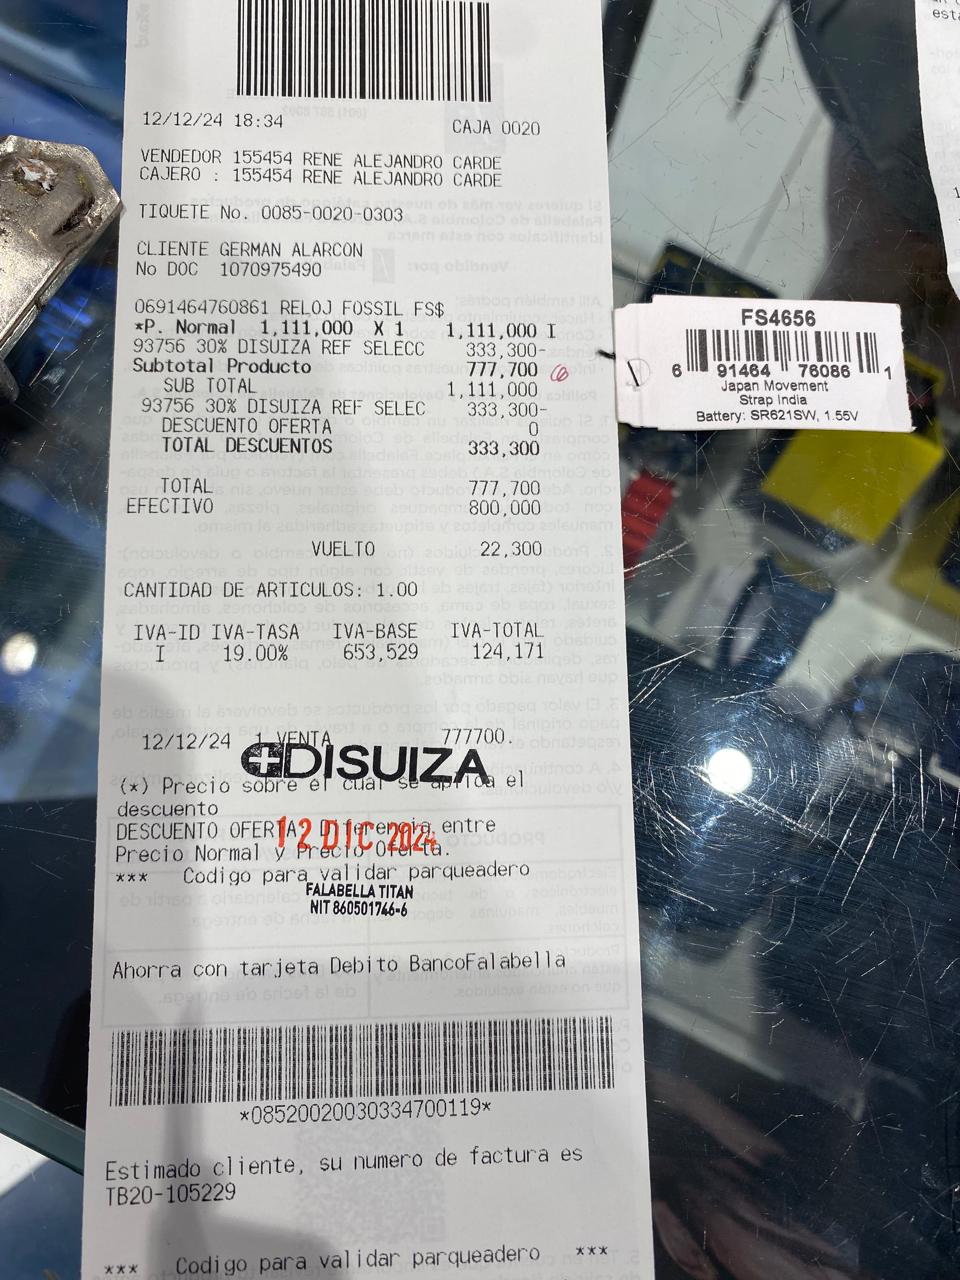 12/12/24 18:34 CAJA 0020
VENDEDOR 155454 RENE ALEJANDRO CARDE
CAJERO : 155454 RENE ALEJANDRO CARDE
TIQUETE No. 0085-0020-0303
CLIENTE GERMAN ALARCON
No DOC 1070975490
0691464760861 RELOJ FOSSIL FS$
*P. Normal 1,111,000 X 1 1,111,000 I
93756 30% DISUIZA REF SELECC 333,300-
Subtotal Producto 777,700
SUB TOTAL 1,111,000
93756 30% DISUIZA REF SELEC 333,300-
DESCUENTO OFERTA 0
TOTAL DESCUENTOS 333,300
TOTAL 777,700
EFECTIVO 800,000
VUELTO 22,300
CANTIDAD DE ARTICULOS: 1.00
IVA-ID IVA-TASA IVA-BASE IVA-TOTAL
I 19.00% 653,529 124,171
12/12/24 1 VENTA 777700.
DISUIZA
(*) Precio sobre el cual se aplica el
descuento
DESCUENTO OFERTA: Diferencia entre
12 DIC 2024
Precio Normal y Precio Oferta.
*** Codigo para validar parqueadero
FALABELLA TITAN
NIT 860501746-6
Ahorra con tarjeta Debito BancoFalabella
*08520020030334700119*
Estimado cliente, su numero de factura es
TB20-105229
*** Codigo para validar parqueadero ***
FS4656
6 91464 76086 1
Japan Movement
Strap India
Battery: SR621SW, 1.55V